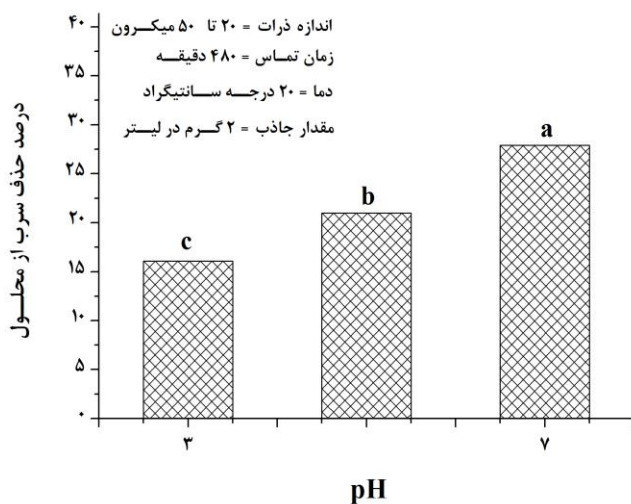 اندازه ذرات = ۲۰ تا ۵۰ میکرون
زمان تماس = ۴۸۰ دقیقه
دما = ۲۰ درجه سانتیگراد
مقدار جاذب = ۲ گرم در لیتر
درصد حذف سرب از محلول
۴۰
۳۵
۳۰
۲۵
۲۰
۱۵
۱۰
۵
۰
c
b
a
۳
۷
pH